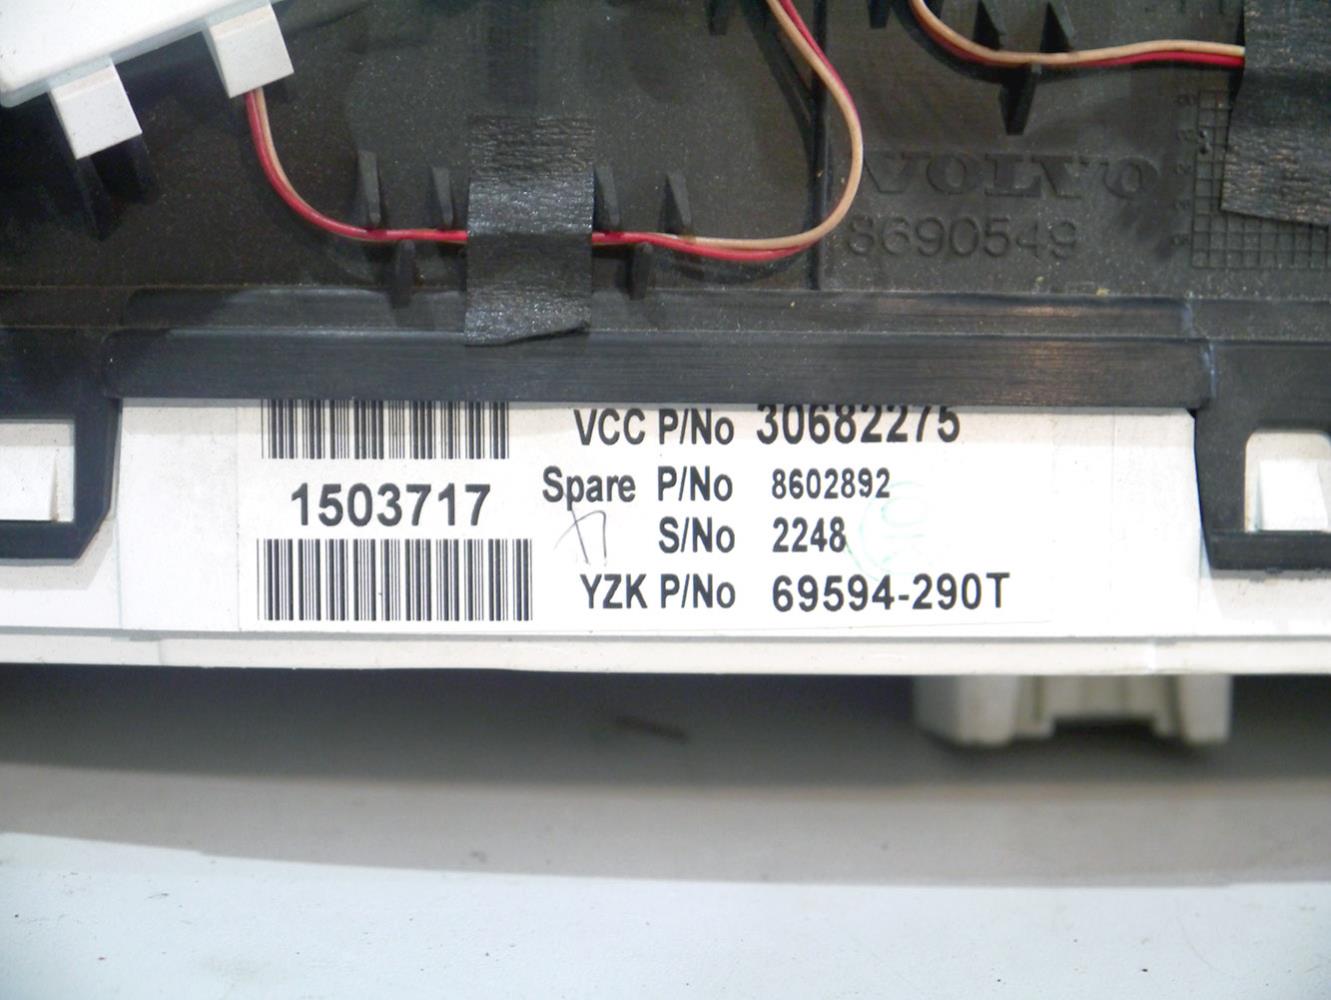 VOLVO
8690549
1503717
VCC P/No 30682275
Spare P/No 8602892
S/No 2248
YZK P/No 69594-290T